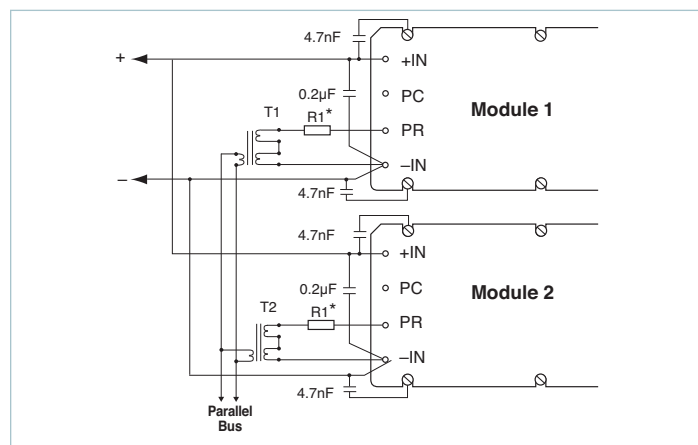 4.7nF
+
+IN
0.2µF
PC
Module 1
T1
R1*
PR
–IN
–
4.7nF
4.7nF
+IN
0.2µF
PC
Module 2
T2
R1*
PR
–IN
4.7nF
Parallel
Bus